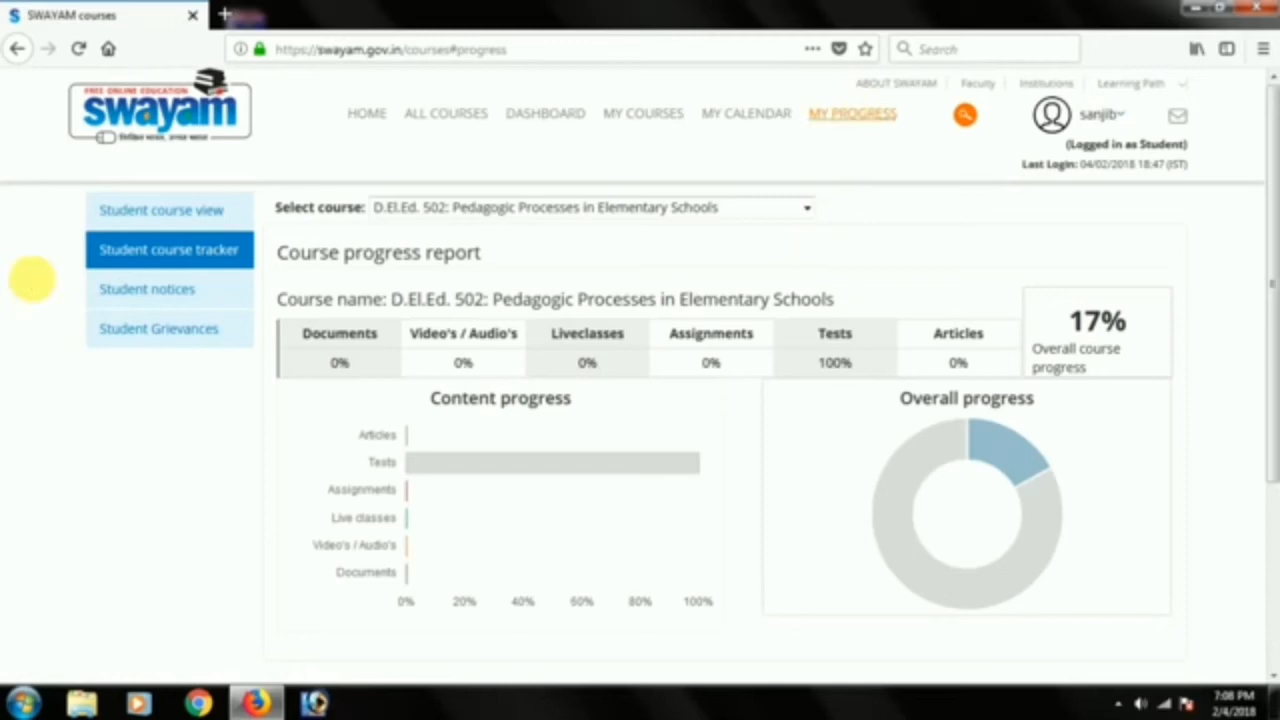 SWAYAM courses
https://swayam.gov.in/courses#progress
Search
ABOUT SWAYAM
Faculty
Institutions
Learning Path
FREE ONLINE EDUCATION
swayam
HOME
ALL COURSES
DASHBOARD
MY COURSES
MY CALENDAR
MY PROGRESS
sanjib
(Logged in as Student)
Last Login: 04/02/2018 18:47 (IST)
Student course view
Student course tracker
Student notices
Student Grievances
Select course: D.El.Ed. 502: Pedagogic Processes in Elementary Schools
Course progress report
Course name: D.El.Ed. 502: Pedagogic Processes in Elementary Schools
Documents Video's / Audio's Liveclasses Assignments Tests Articles
0% 0% 0% 0% 100% 0%
17%
Overall course
progress
Content progress
Articles
Tests
Assignments
Live classes
Video's / Audio's
Documents
0% 20% 40% 60% 80% 100%
Overall progress
7:08 PM
2/4/2018